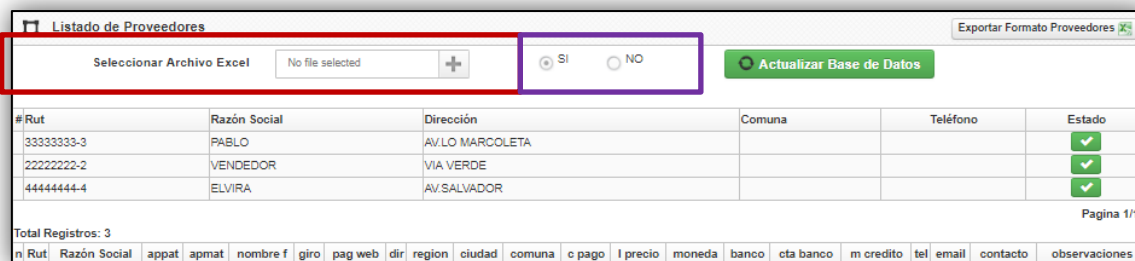 Listado de Proveedores Exportar Formato Proveedores
Seleccionar Archivo Excel No file selected SI NO Actualizar Base de Datos
# Rut Razón Social Dirección Comuna Teléfono Estado
33333333-3 PABLO AV.LO MARCOLETA
22222222-2 VENDEDOR VIA VERDE
44444444-4 ELVIRA AV.SALVADOR
Pagina 1/1
Total Registros: 3
n Rut Razón Social appat apmat nombre f giro pag web dir region ciudad comuna c pago l precio moneda banco cta banco m credito tel email contacto observaciones